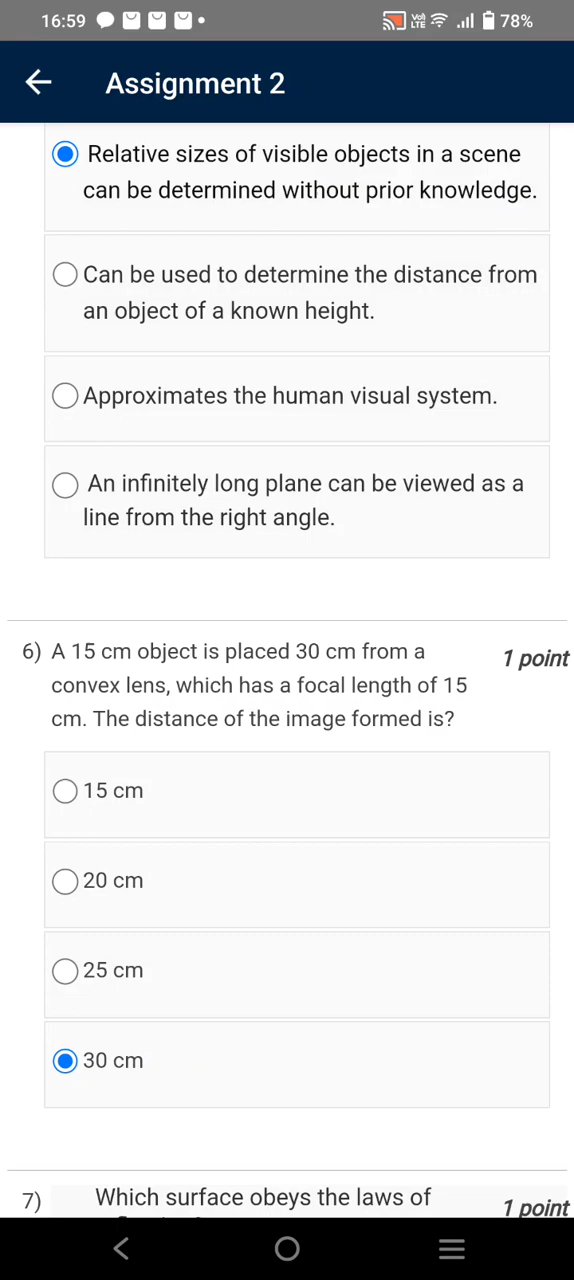 16:59
Vo) LTE
78%
Assignment 2
Relative sizes of visible objects in a scene
can be determined without prior knowledge.
Can be used to determine the distance from
an object of a known height.
Approximates the human visual system.
An infinitely long plane can be viewed as a
line from the right angle.
6) A 15 cm object is placed 30 cm from a
1 point
convex lens, which has a focal length of 15
cm. The distance of the image formed is?
15 cm
20 cm
25 cm
30 cm
7) Which surface obeys the laws of
1 point